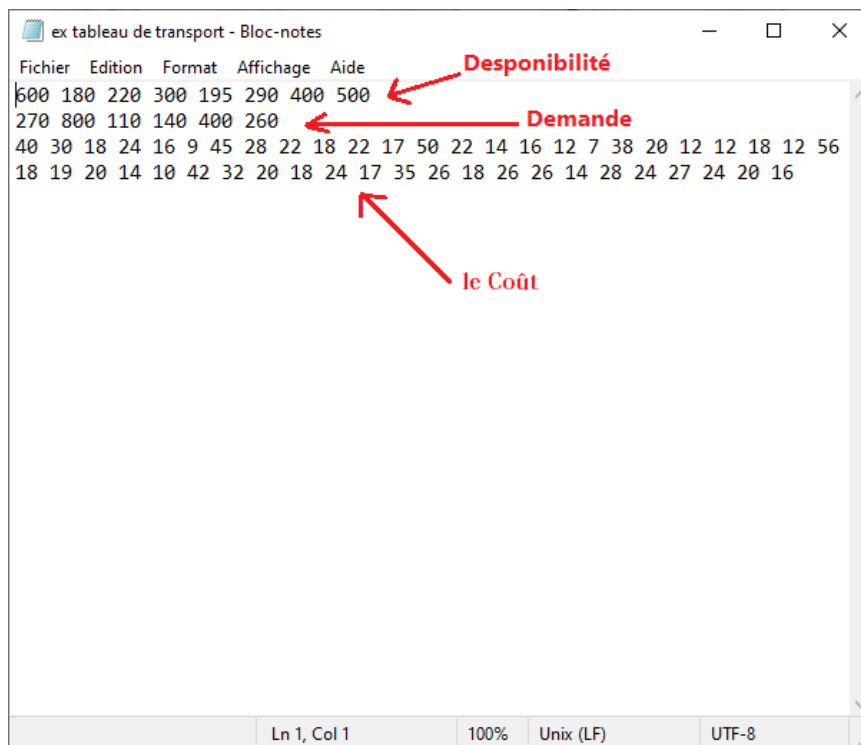 ex tableau de transport - Bloc-notes
Fichier Edition Format Affichage Aide
Desponibilité
600 180 220 300 195 290 400 500
270 800 110 140 400 260
Demande
40 30 18 24 16 9 45 28 22 18 22 17 50 22 14 16 12 7 38 20 12 12 18 12 56
18 19 20 14 10 42 32 20 18 24 17 35 26 18 26 26 14 28 24 27 24 20 16
le Coût
Ln 1, Col 1 100% Unix (LF) UTF-8